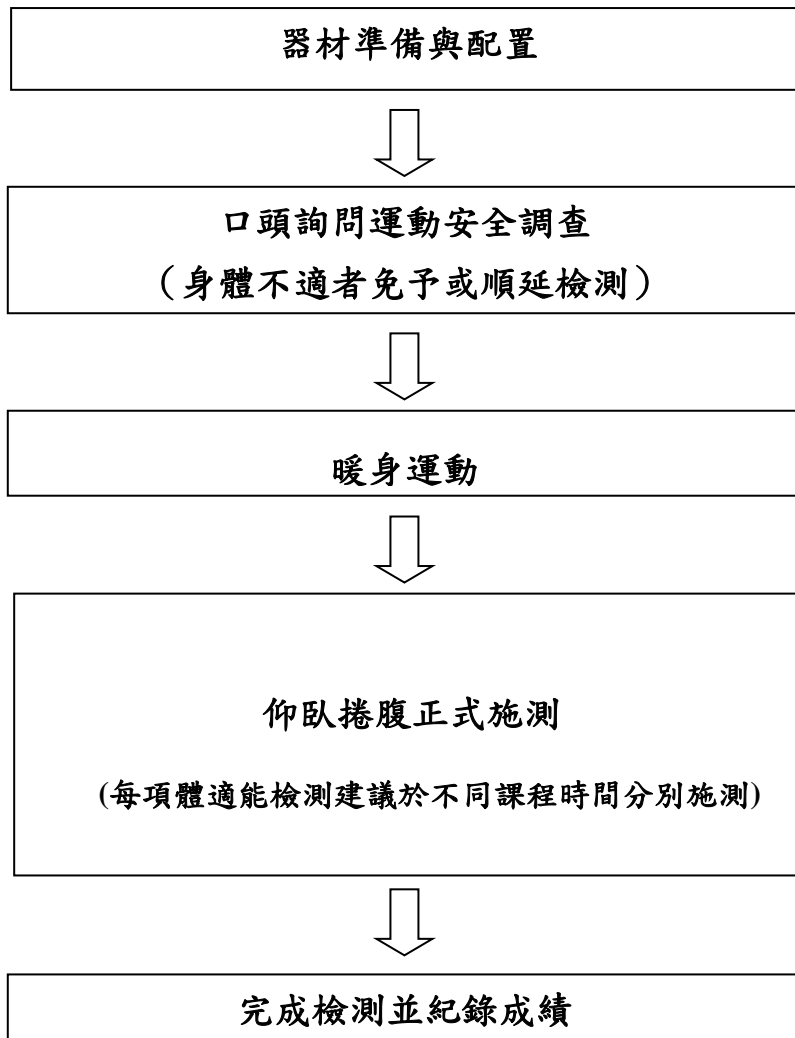 器材準備與配置
口頭詢問運動安全調查
（身體不適者免予或順延檢測）
暖身運動
仰臥捲腹正式施測
(每項體適能檢測建議於不同課程時間分別施測)
完成檢測並紀錄成績